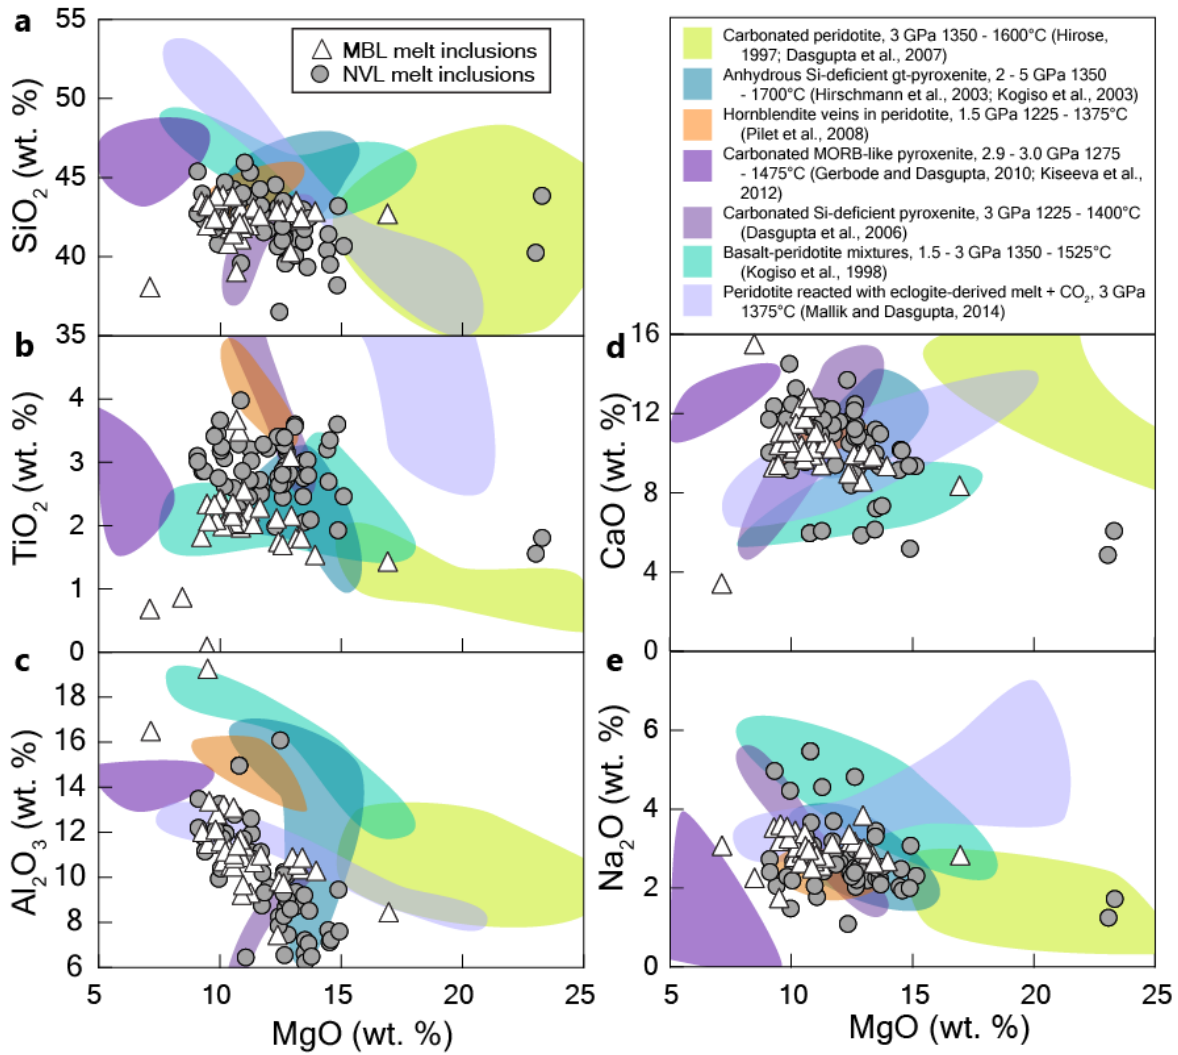 a
55
50
45
40
35
SiO2 (wt. %)
MBL melt inclusions
NVL melt inclusions
Carbonated peridotite, 3 GPa 1350 - 1600°C (Hirose,
1997; Dasgupta et al., 2007)
Anhydrous Si-deficient gt-pyroxenite, 2 - 5 GPa 1350
- 1700°C (Hirschmann et al., 2003; Kogiso et al., 2003)
Hornblendite veins in peridotite, 1.5 GPa 1225 - 1375°C
(Pilet et al., 2008)
Carbonated MORB-like pyroxenite, 2.9 - 3.0 GPa 1275
- 1475°C (Gerbode and Dasgupta, 2010; Kiseeva et al.,
2012)
Carbonated Si-deficient pyroxenite, 3 GPa 1225 - 1400°C
(Dasgupta et al., 2006)
Basalt-peridotite mixtures, 1.5 - 3 GPa 1350 - 1525°C
(Kogiso et al., 1998)
Peridotite reacted with eclogite-derived melt + CO2, 3 GPa
1375°C (Mallik and Dasgupta, 2014)
b
4
3
2
1
0
TiO2 (wt. %)
d
16
12
8
4
0
CaO (wt. %)
c
18
16
14
12
10
8
6
Al2O3 (wt. %)
5
10
15
20
25
MgO (wt. %)
e
6
4
2
0
Na2O (wt. %)
5
10
15
20
25
MgO (wt. %)